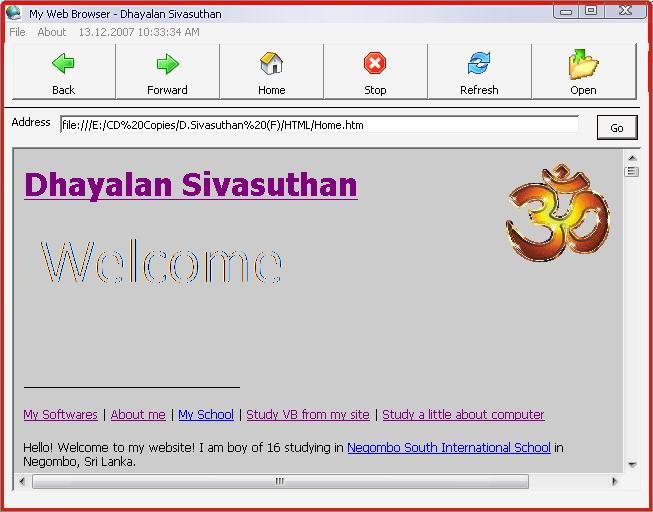 My Web Browser - Dhayalan Sivasuthan
File About 13.12.2007 10:33:34 AM
Back Forward Home Stop Refresh Open
Address file:///E:/CD%20Copies/D.Sivasuthan%20(F)/HTML/Home.htm Go
Dhayalan Sivasuthan
ॐ
Welcome
My Softwares | About me | My School | Study VB from my site | Study a little about computer
Hello! Welcome to my website! I am boy of 16 studying in Negombo South International School in
Negombo, Sri Lanka.